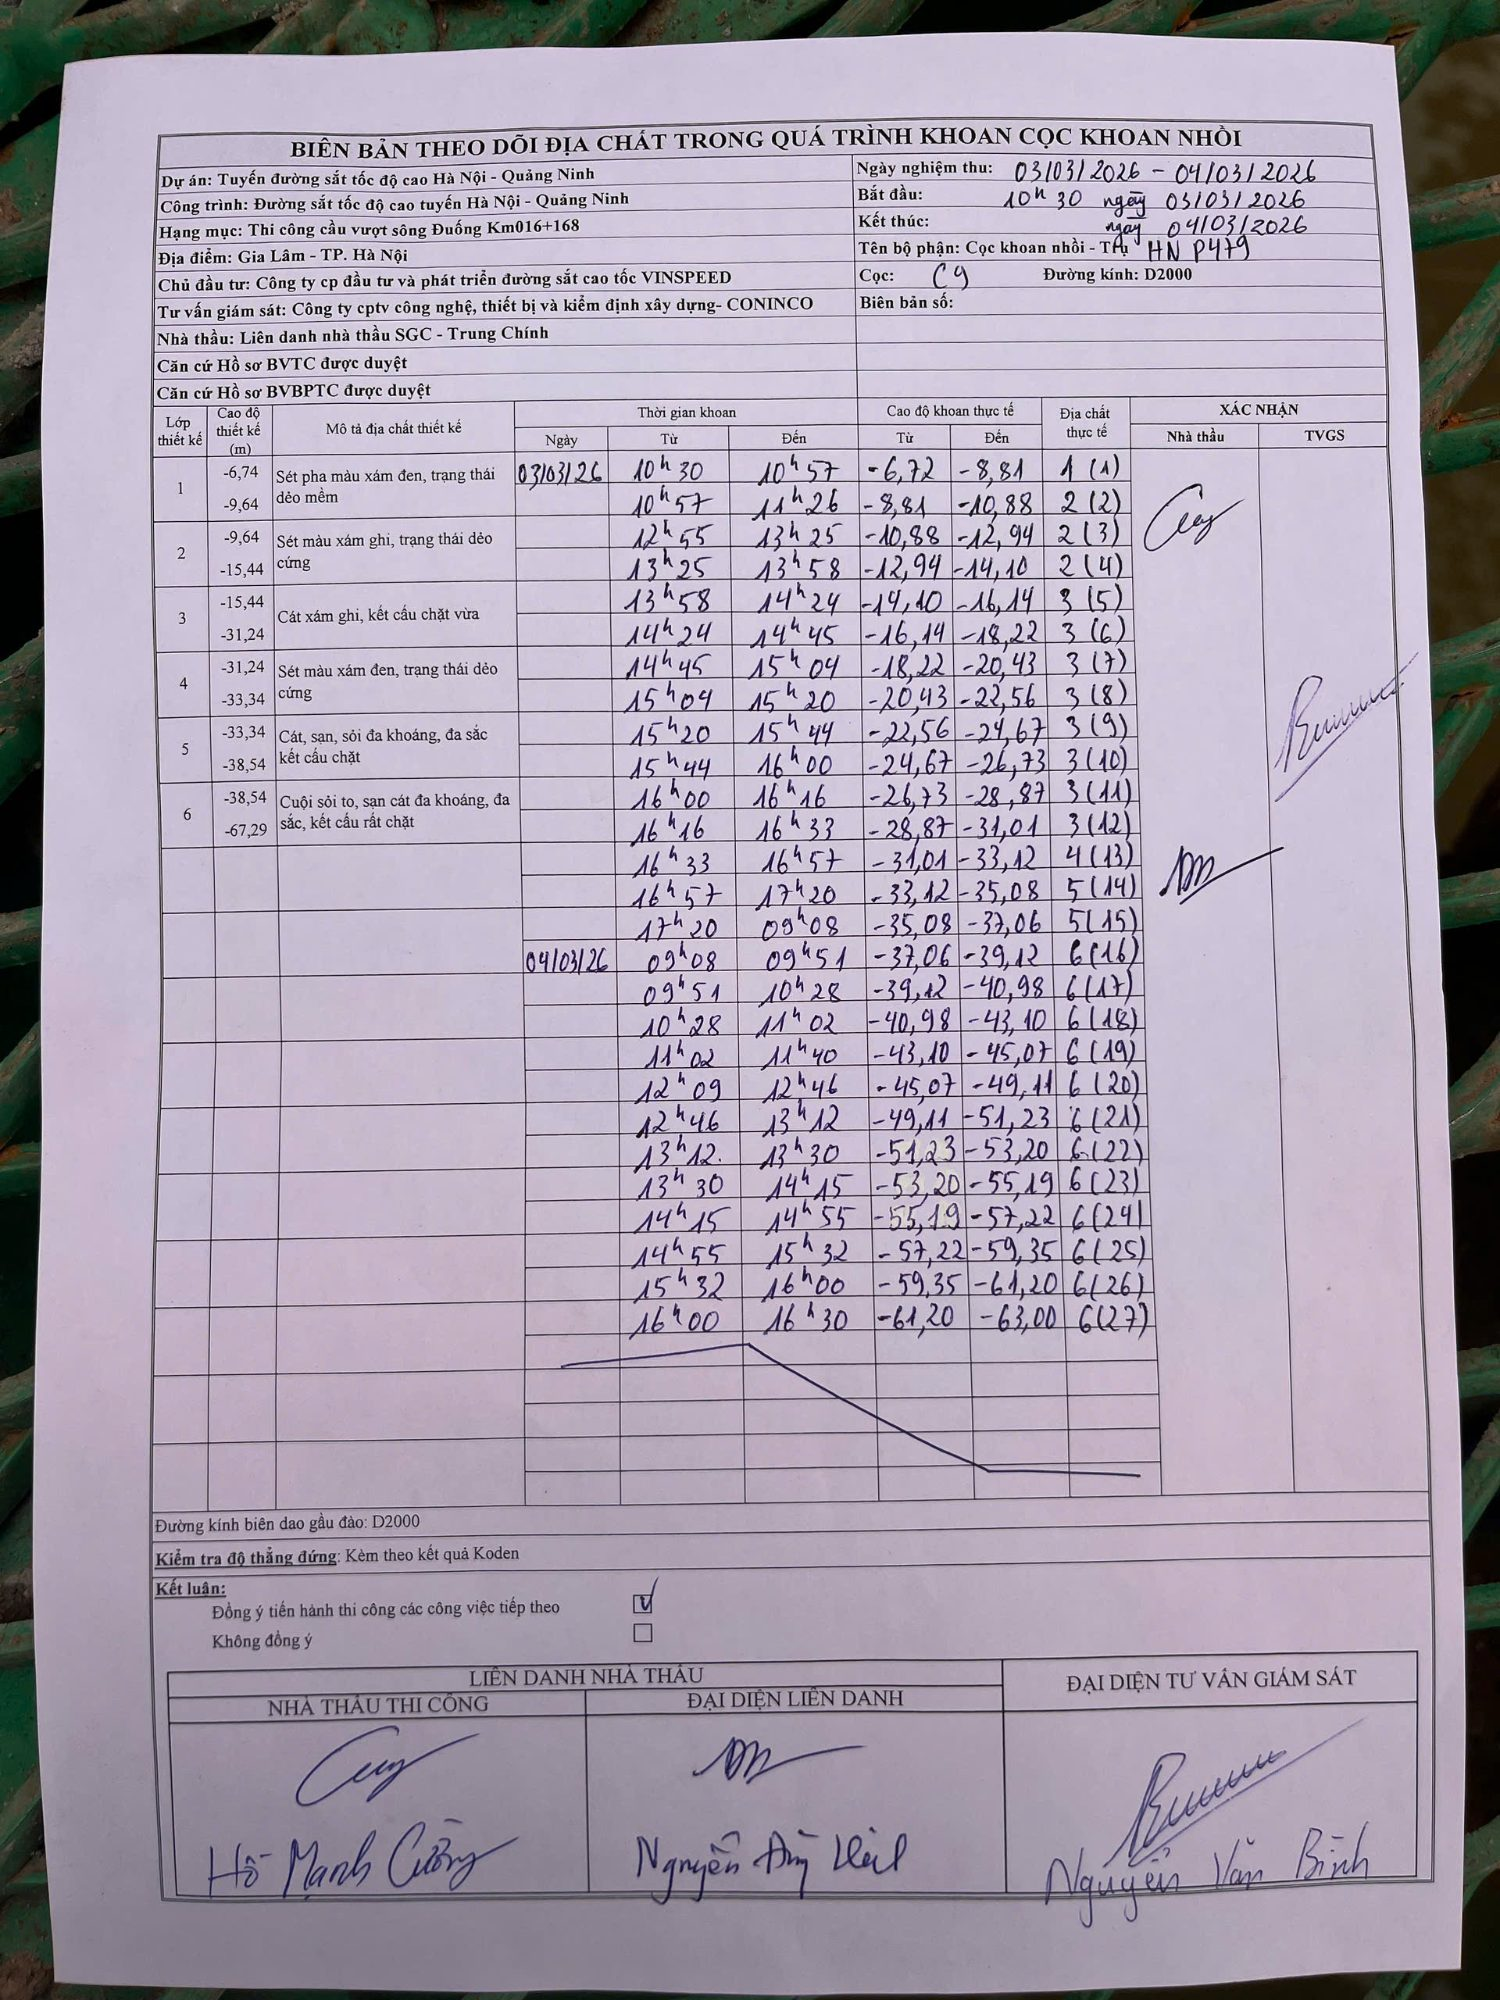 BIÊN BẢN THEO DÕI ĐỊA CHẤT TRONG QUÁ TRÌNH KHOAN CỌC KHOAN NHỒI
Dự án: Tuyến đường sắt tốc độ cao Hà Nội - Quảng Ninh
Ngày nghiệm thu: 03/03/2026 - 04/03/2026
Công trình: Đường sắt tốc độ cao tuyến Hà Nội - Quảng Ninh
Bắt đầu: 10h30 ngày 03/03/2026
Hạng mục: Thi công cầu vượt sông Đuống Km016+168
Kết thúc: ngày 04/03/2026
Địa điểm: Gia Lâm - TP. Hà Nội
Tên bộ phận: Cọc khoan nhồi - Trụ HN P479
Chủ đầu tư: Công ty cp đầu tư và phát triển đường sắt cao tốc VINSPEED
Cọc: C9 Đường kính: D2000
Tư vấn giám sát: Công ty cptv công nghệ, thiết bị và kiểm định xây dựng- CONINCO
Biên bản số:
Nhà thầu: Liên danh nhà thầu SGC - Trung Chính
Căn cứ Hồ sơ BVTC được duyệt
Căn cứ Hồ sơ BVBPTC được duyệt
Lớp thiết kế Cao độ thiết kế (m) Mô tả địa chất thiết kế Thời gian khoan Cao độ khoan thực tế Địa chất thực tế XÁC NHẬN
Ngày Từ Đến Từ Đến Nhà thầu TVGS
1 -6,74 Sét pha màu xám đen, trạng thái 03/03/26 10h30 10h57 -6,72 -8,81 1 (1)
-9,64 dẻo mềm 10h57 11h26 -8,81 -10,88 2 (2)
2 -9,64 Sét màu xám ghi, trạng thái dẻo 12h55 13h25 -10,88 -12,94 2 (3)
-15,44 cứng 13h25 13h58 -12,94 -14,10 2 (4)
3 -15,44 Cát xám ghi, kết cấu chặt vừa 13h58 14h24 -14,10 -16,14 3 (5)
-31,24 14h24 14h45 -16,14 -18,22 3 (6)
4 -31,24 Sét màu xám đen, trạng thái dẻo 14h45 15h04 -18,22 -20,43 3 (7)
-33,34 cứng 15h04 15h20 -20,43 -22,56 3 (8)
5 -33,34 Cát, sạn, sỏi đa khoáng, đa sắc 15h20 15h44 -22,56 -24,67 3 (9)
-38,54 kết cấu chặt 15h44 16h00 -24,67 -26,73 3 (10)
6 -38,54 Cuội sỏi to, sạn cát đa khoáng, đa 16h00 16h16 -26,73 -28,87 3 (11)
-67,29 sắc, kết cấu rất chặt 16h16 16h33 -28,87 -31,01 3 (12)
16h33 16h57 -31,01 -33,12 4 (13)
16h57 17h20 -33,12 -35,08 5 (14)
17h20 09h08 -35,08 -37,06 5 (15)
04/03/26 09h08 09h51 -37,06 -39,12 6 (16)
09h51 10h28 -39,12 -40,98 6 (17)
10h28 11h02 -40,98 -43,10 6 (18)
11h02 11h40 -43,10 -45,07 6 (19)
12h09 12h46 -45,07 -49,11 6 (20)
12h46 13h12 -49,11 -51,23 6 (21)
13h12. 13h30 -51,23 -53,20 6 (22)
13h30 14h15 -53,20 -55,19 6 (23)
14h15 14h55 -55,19 -57,22 6 (24)
14h55 15h32 -57,22 -59,35 6 (25)
15h32 16h00 -59,35 -61,20 6 (26)
16h00 16h30 -61,20 -63,00 6 (27)
Đường kính biên dao gầu đào: D2000
Kiểm tra độ thẳng đứng: Kèm theo kết quả Koden
Kết luận:
Đồng ý tiến hành thi công các công việc tiếp theo
Không đồng ý
LIÊN DANH NHÀ THẦU
ĐẠI DIỆN TƯ VẤN GIÁM SÁT
NHÀ THẦU THI CÔNG ĐẠI DIỆN LIÊN DANH
Hồ Mạnh Cường
Nguyễn
Nguyễn Văn Bình